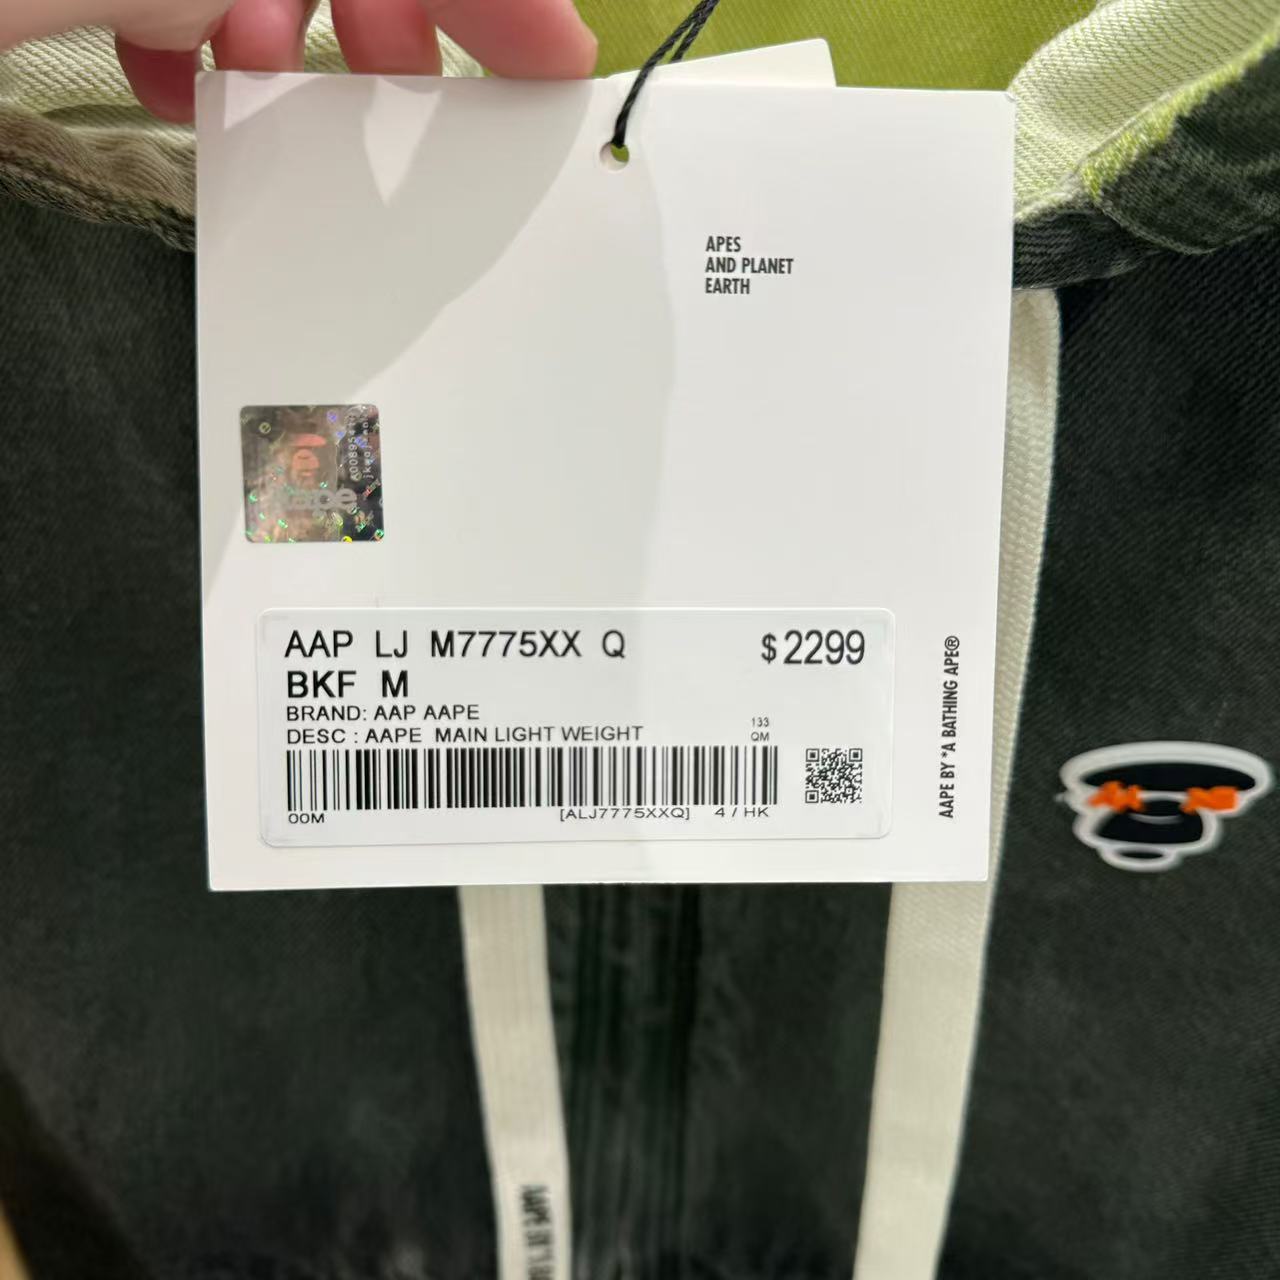 APES
AND PLANET
EARTH
aape
AAP LJ M7775XX Q
$2299
BKF M
BRAND: AAP AAPE
DESC : AAPE MAIN LIGHT WEIGHT
133
QM
00M
[ALJ7775XXQ]
4 / HK
AAPE BY *A BATHING APE®